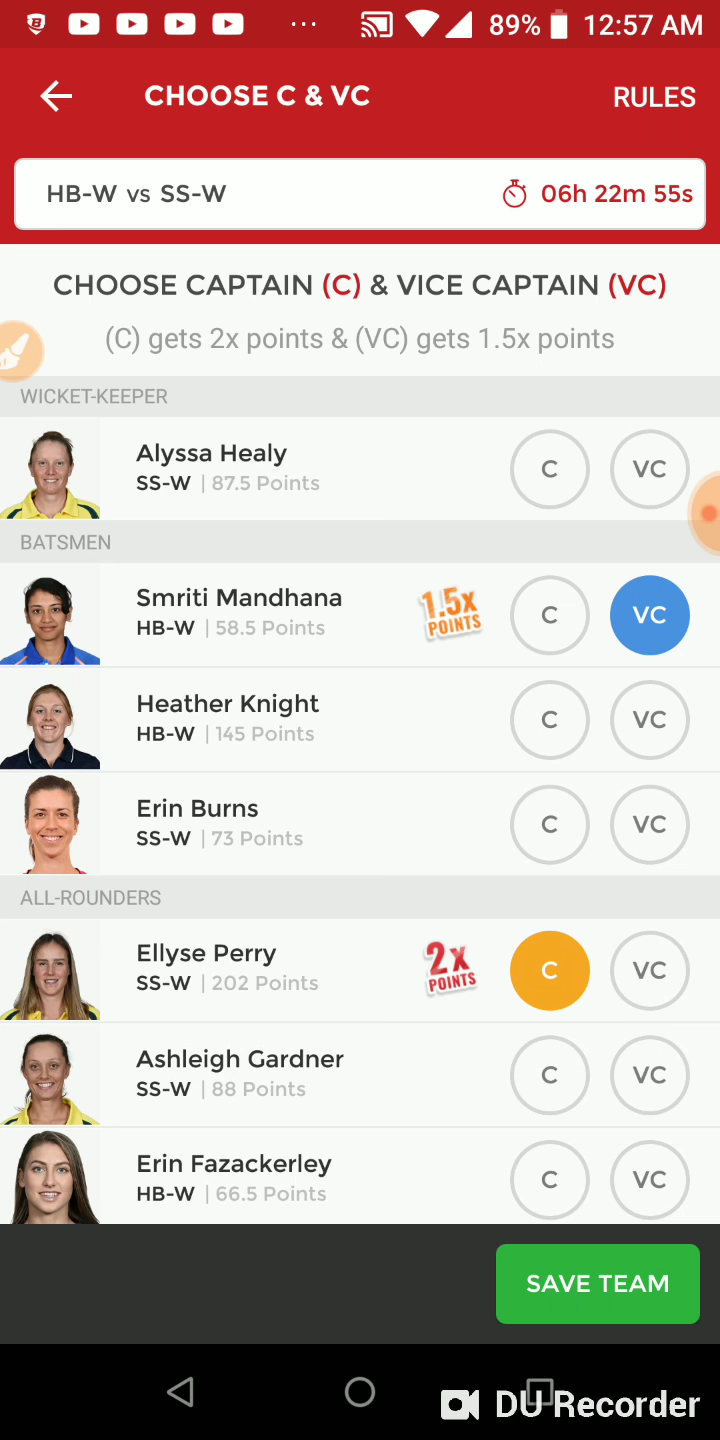 89% 12:57 AM
CHOOSE C & VC RULES
HB-W vs SS-W 06h 22m 55s
CHOOSE CAPTAIN (C) & VICE CAPTAIN (VC)
(C) gets 2x points & (VC) gets 1.5x points
WICKET-KEEPER
Alyssa Healy
SS-W | 87.5 Points
C VC
BATSMEN
Smriti Mandhana
HB-W | 58.5 Points
1.5X
POINTS
C VC
Heather Knight
HB-W | 145 Points
C VC
Erin Burns
SS-W | 73 Points
C VC
ALL-ROUNDERS
Ellyse Perry
SS-W | 202 Points
2X
POINTS
C VC
Ashleigh Gardner
SS-W | 88 Points
C VC
Erin Fazackerley
HB-W | 66.5 Points
C VC
SAVE TEAM
DU Recorder